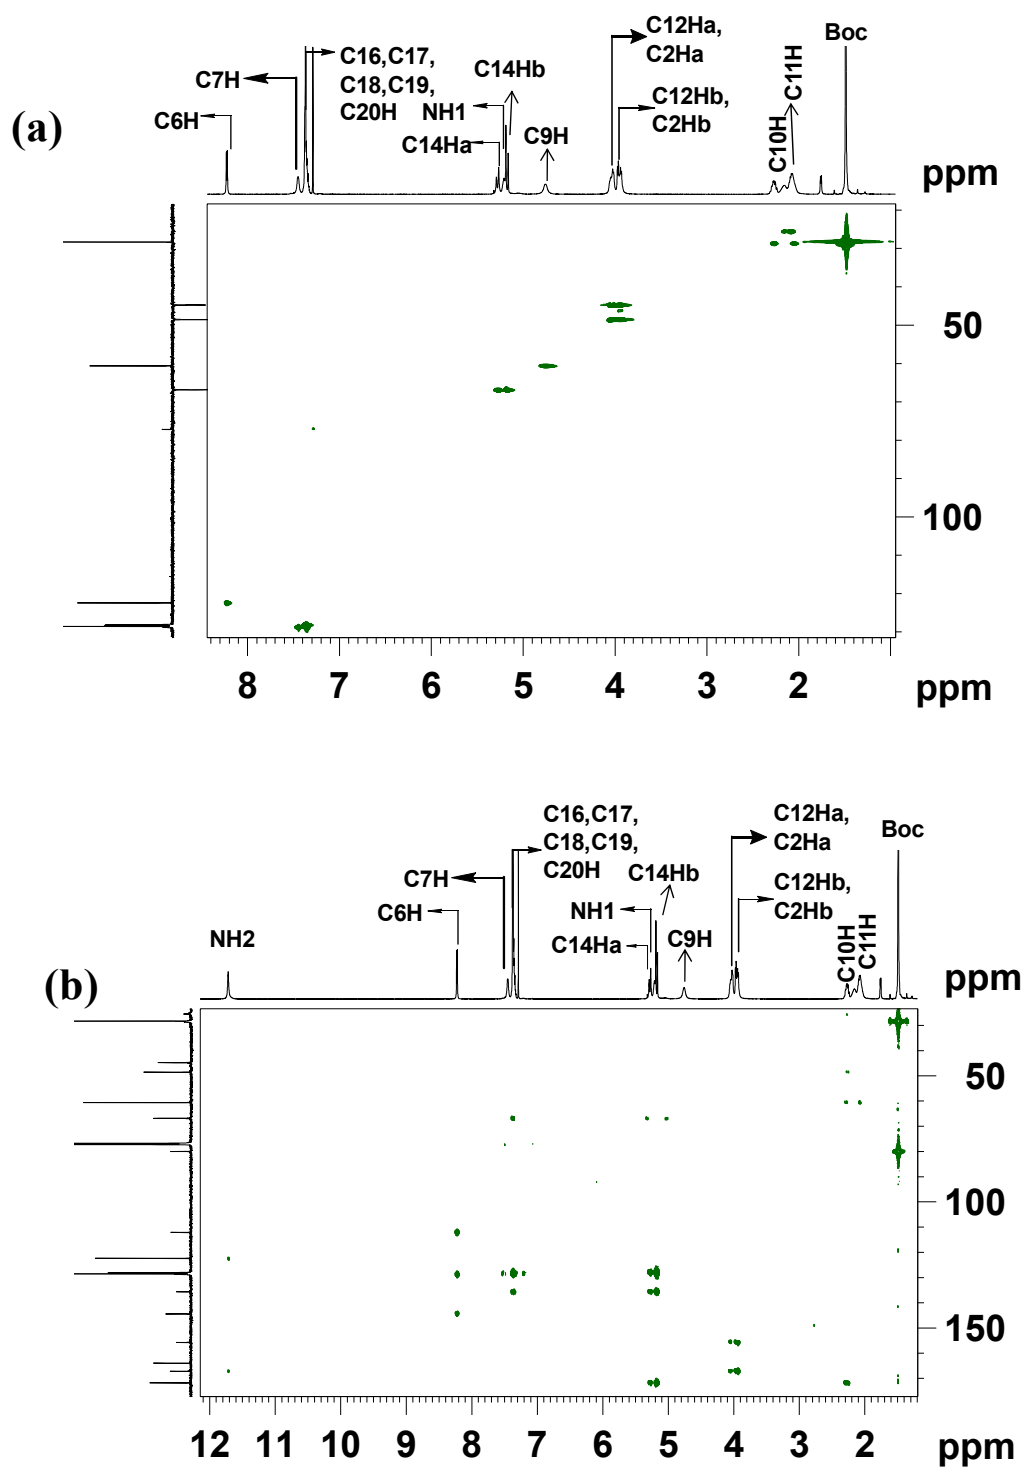 (a)
C6H
C7H
C16,C17,
C18,C19,
C20H
NH1
C14Ha
C14Hb
C9H
C12Ha,
C2Ha
C12Hb,
C2Hb
C10H
C11H
Boc
ppm
50
100
8 7 6 5 4 3 2 ppm
(b)
NH2
C6H
C7H
C16,C17,
C18,C19,
C20H
NH1
C14Ha
C14Hb
C9H
C12Ha,
C2Ha
C12Hb,
C2Hb
C10H
C11H
Boc
ppm
50
100
150
12 11 10 9 8 7 6 5 4 3 2 ppm